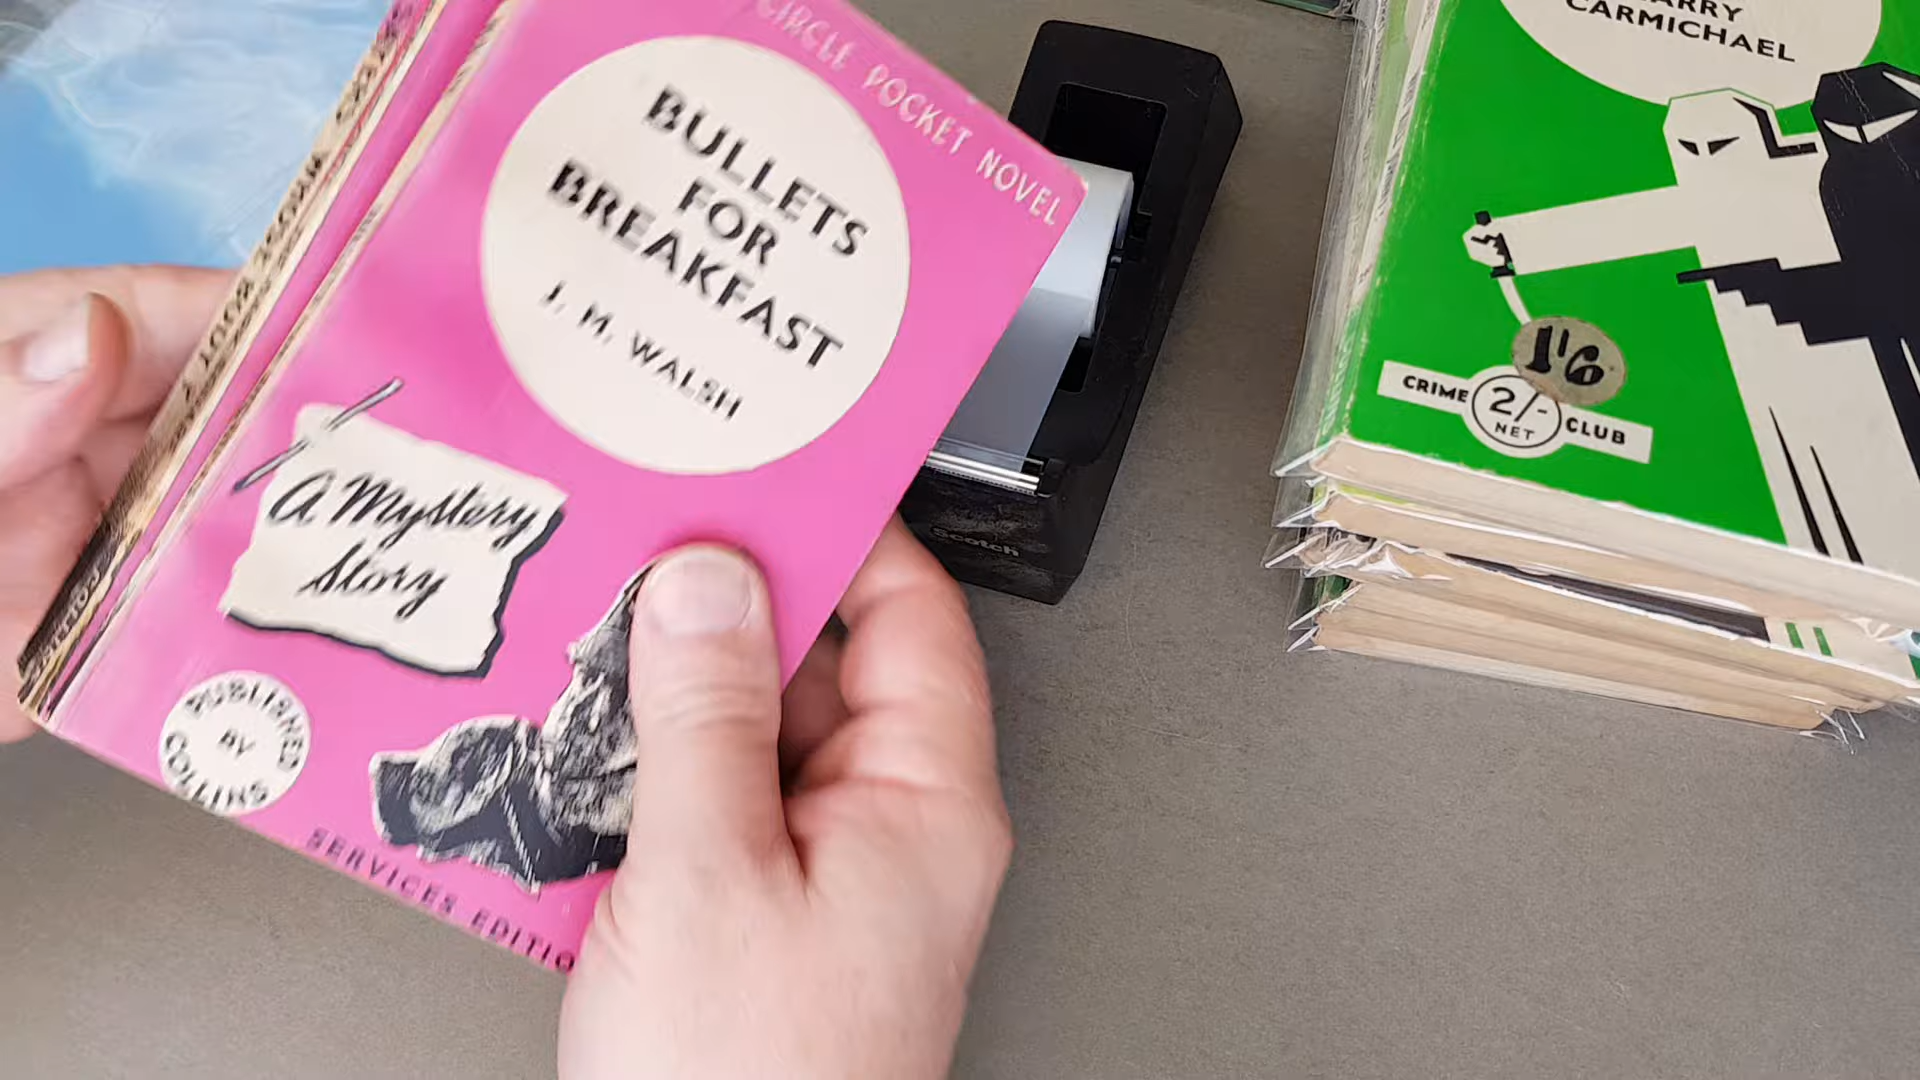 CIRCLE POCKET NOVEL
BULLETS
FOR
BREAKFAST
J. M. WALSH
A Mystery
Story
PUBLISHED
BY
COLLINS
SERVICES EDITIO
Scotch
CARMICHAEL
1'6
CRIME
2/-
NET
CLUB